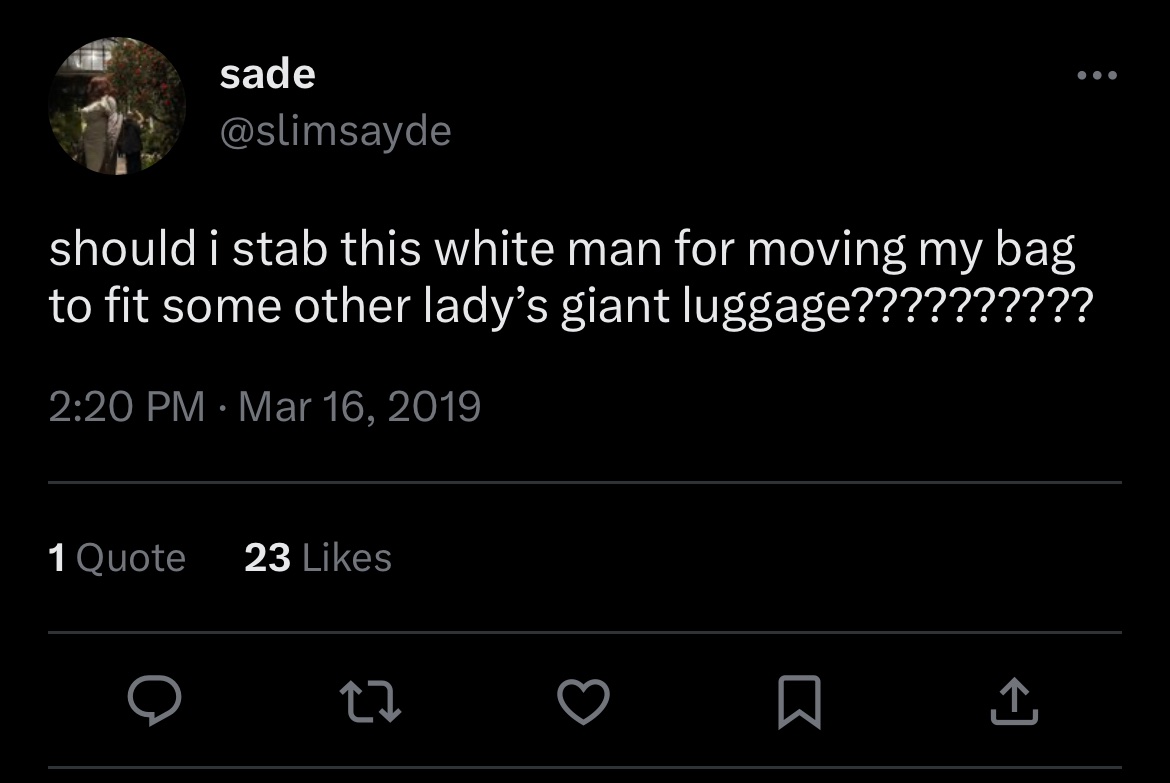 sade
@slimsayde
should i stab this white man for moving my bag
to fit some other lady’s giant luggage??????????
2:20 PM · Mar 16, 2019
1 Quote 23 Likes